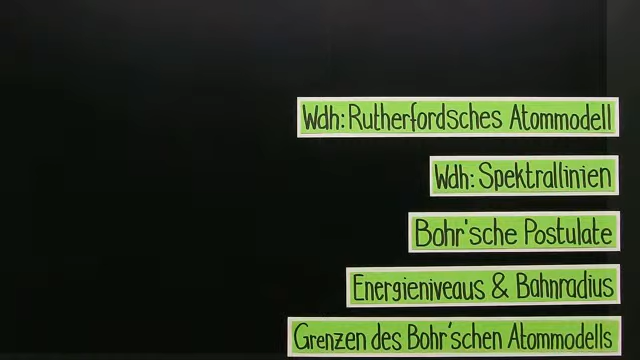 Wdh: Rutherfordsches Atommodell
Wdh: Spektrallinien
Bohr'sche Postulate
Energieniveaus & Bahnradius
Grenzen des Bohr'schen Atommodells